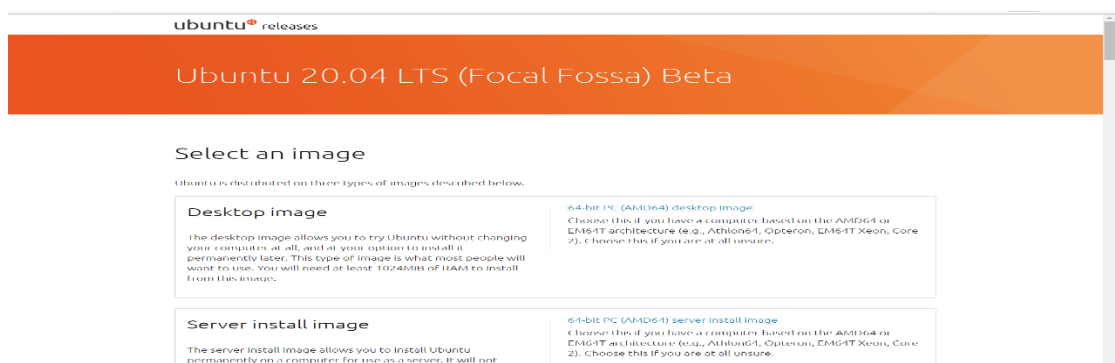 ubuntu releases
Ubuntu 20.04 LTS (Focal Fossa) Beta
Select an image
Ubuntu is distributed on three types of images described below.
Desktop image
The desktop image allows you to try Ubuntu without changing
your computer at all, and at your option to install it
permanently later. This type of image is what most people will
want to use. You will need at least 1024MiB of RAM to install
from this image.
64-bit PC (AMD64) desktop image
Choose this if you have a computer based on the AMD64 or
EM64T architecture (e.g., Athlon64, Opteron, EM64T Xeon, Core
2). Choose this if you are at all unsure.
Server install image
The server install image allows you to install Ubuntu
permanently on a computer for use as a server. It will not
64-bit PC (AMD64) server install image
Choose this if you have a computer based on the AMD64 or
EM64T architecture (e.g., Athlon64, Opteron, EM64T Xeon, Core
2). Choose this if you are at all unsure.